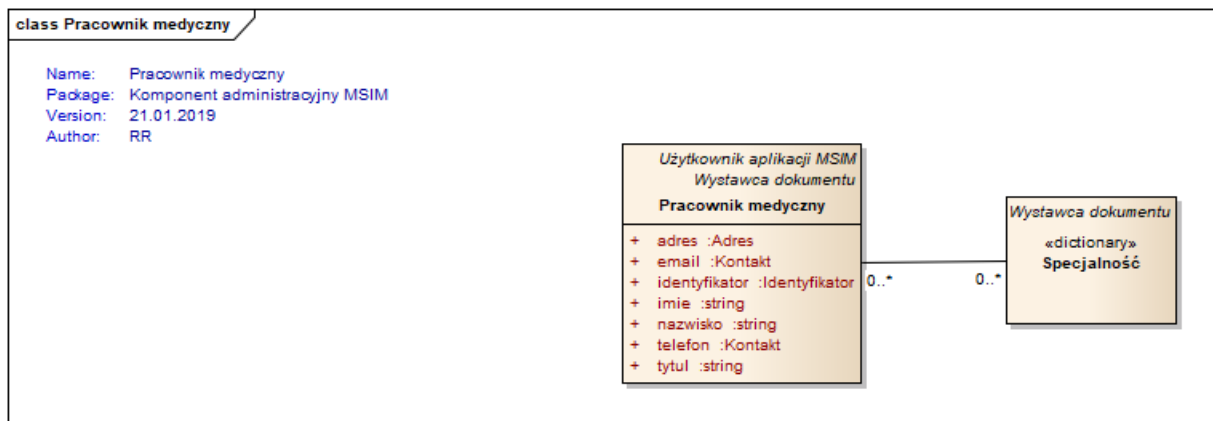 class Pracownik medyczny
Name: Pracownik medyczny
Package: Komponent administracyjny MSIM
Version: 21.01.2019
Author: RR
Użytkownik aplikacji MSIM
Wystawca dokumentu
Pracownik medyczny
+ adres :Adres
+ email :Kontakt
+ identyfikator :Identyfikator
+ imie :string
+ nazwisko :string
+ telefon :Kontakt
+ tytul :string
0..*
0..*
Wystawca dokumentu
«dictionary»
Specjalność